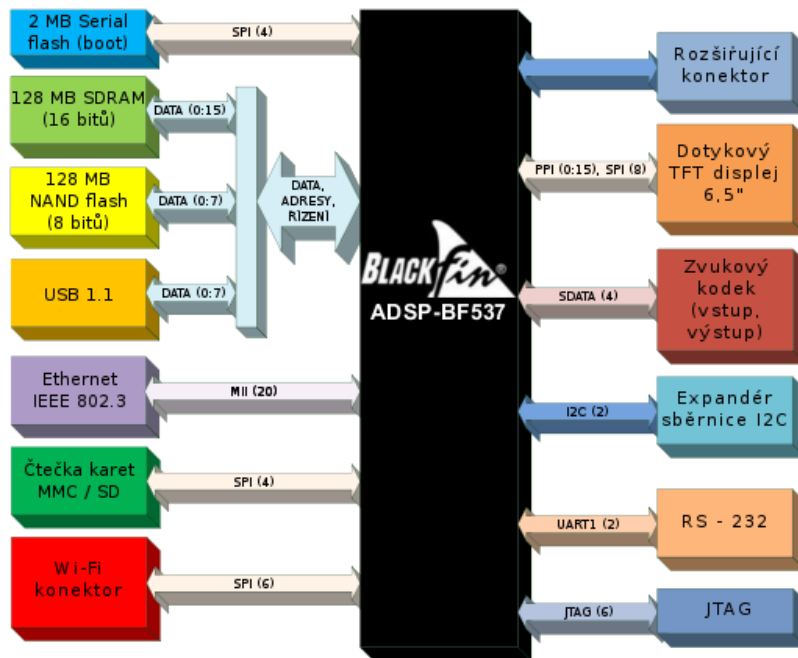 2 MB Serial
flash (boot)
SPI (4)
128 MB SDRAM
(16 bitů)
DATA (0:15)
128 MB
NAND flash
(8 bitů)
DATA (0:7)
USB 1.1
DATA (0:7)
DATA,
ADRESY,
ŘÍZENÍ
Ethernet
IEEE 802.3
MII (20)
Čtečka karet
MMC / SD
SPI (4)
Wi-Fi
konektor
SPI (6)
BLACKfin®
ADSP-BF537
Rozšiřující
konektor
PPI (0:15), SPI (8)
Dotykový
TFT displej
6,5"
SDATA (4)
Zvukový
kodek
(vstup,
výstup)
I2C (2)
Expandér
sběrnice I2C
UART1 (2)
RS - 232
JTAG (6)
JTAG